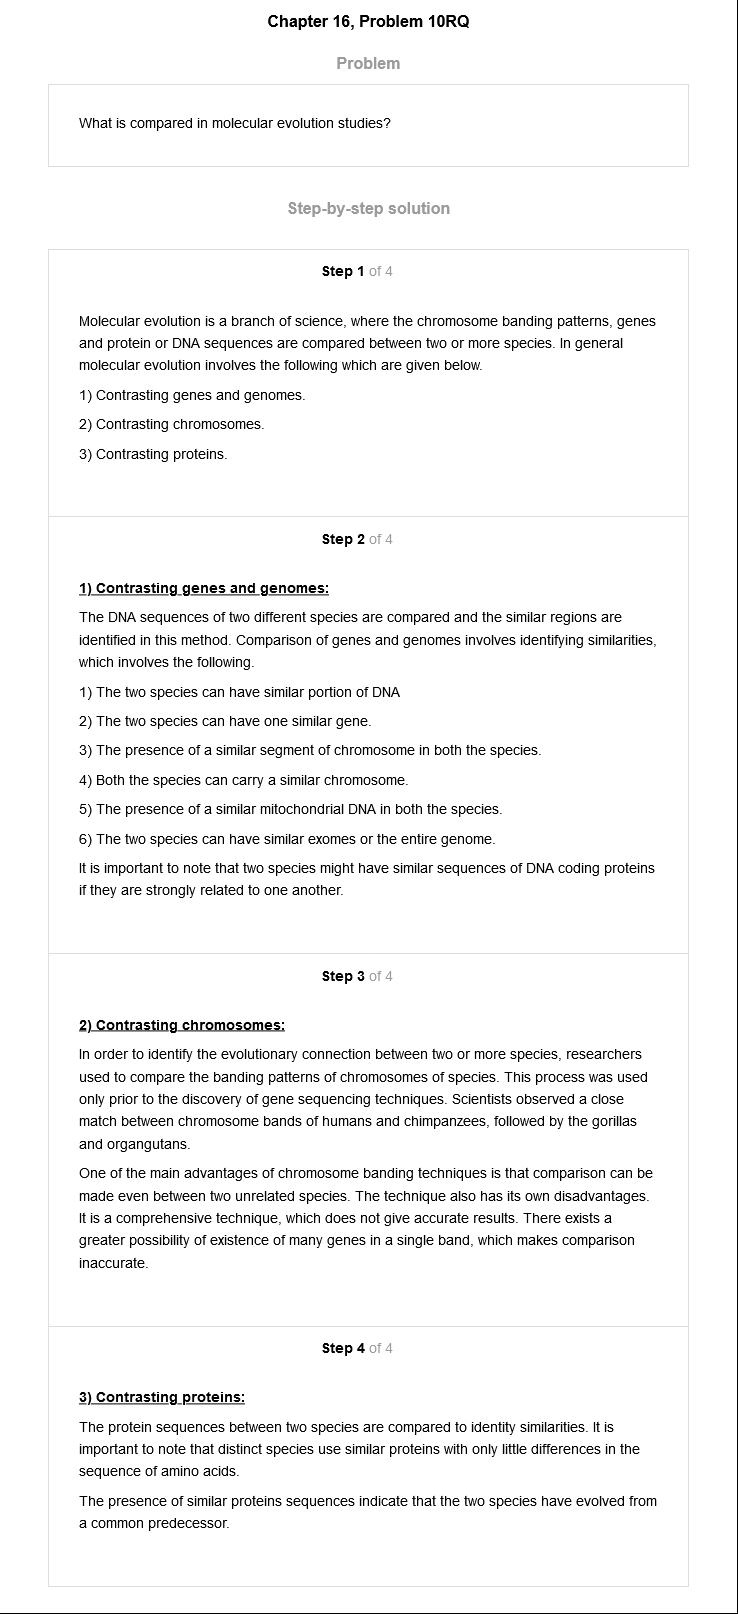 Chapter 16, Problem 10RQ
Problem
What is compared in molecular evolution studies?
Step-by-step solution
Step 1 of 4
Molecular evolution is a branch of science, where the chromosome banding patterns, genes
and protein or DNA sequences are compared between two or more species. In general
molecular evolution involves the following which are given below.
1) Contrasting genes and genomes.
2) Contrasting chromosomes.
3) Contrasting proteins.
Step 2 of 4
1) Contrasting genes and genomes:
The DNA sequences of two different species are compared and the similar regions are
identified in this method. Comparison of genes and genomes involves identifying similarities,
which involves the following.
1) The two species can have similar portion of DNA
2) The two species can have one similar gene.
3) The presence of a similar segment of chromosome in both the species.
4) Both the species can carry a similar chromosome.
5) The presence of a similar mitochondrial DNA in both the species.
6) The two species can have similar exomes or the entire genome.
It is important to note that two species might have similar sequences of DNA coding proteins
if they are strongly related to one another.
Step 3 of 4
2) Contrasting chromosomes:
In order to identify the evolutionary connection between two or more species, researchers
used to compare the banding patterns of chromosomes of species. This process was used
only prior to the discovery of gene sequencing techniques. Scientists observed a close
match between chromosome bands of humans and chimpanzees, followed by the gorillas
and organgutans.
One of the main advantages of chromosome banding techniques is that comparison can be
made even between two unrelated species. The technique also has its own disadvantages.
It is a comprehensive technique, which does not give accurate results. There exists a
greater possibility of existence of many genes in a single band, which makes comparison
inaccurate.
Step 4 of 4
3) Contrasting proteins:
The protein sequences between two species are compared to identity similarities. It is
important to note that distinct species use similar proteins with only little differences in the
sequence of amino acids.
The presence of similar proteins sequences indicate that the two species have evolved from
a common predecessor.